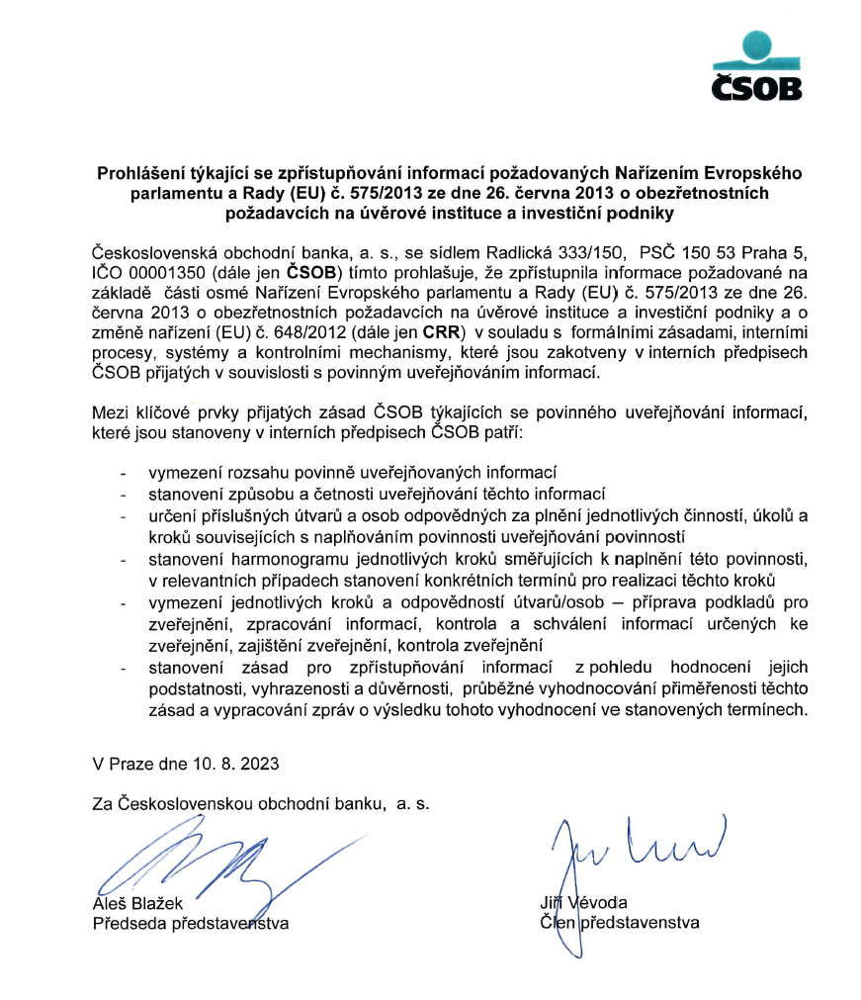 ČSOB
Prohlášení týkající se zpřístupňování informací požadovaných Nařízením Evropského
parlamentu a Rady (EU) č. 575/2013 ze dne 26. června 2013 o obezřetnostních
požadavcích na úvěrové instituce a investiční podniky
Československá obchodní banka, a. s., se sídlem Radlická 333/150, PSČ 150 53 Praha 5,
IČO 00001350 (dále jen ČSOB) tímto prohlašuje, že zpřístupnila informace požadované na
základě části osmé Nařízení Evropského parlamentu a Rady (EU) č. 575/2013 ze dne 26.
června 2013 o obezřetnostních požadavcích na úvěrové instituce a investiční podniky a o
změně nařízení (EU) č. 648/2012 (dále jen CRR) v souladu s formálními zásadami, interními
procesy, systémy a kontrolními mechanismy, které jsou zakotveny v interních předpisech
ČSOB přijatých v souvislosti s povinným uveřejňováním informací.
Mezi klíčové prvky přijatých zásad ČSOB týkajících se povinného uveřejňování informací,
které jsou stanoveny v interních předpisech ČSOB patří:
- vymezení rozsahu povinně uveřejňovaných informací
- stanovení způsobu a četnosti uveřejňování těchto informací
- určení příslušných útvarů a osob odpovědných za plnění jednotlivých činností, úkolů a
kroků souvisejících s naplňováním povinnosti uveřejňování povinností
- stanovení harmonogramu jednotlivých kroků směřujících k naplnění této povinnosti,
v relevantních případech stanovení konkrétních termínů pro realizaci těchto kroků
- vymezení jednotlivých kroků a odpovědností útvarů/osob – příprava podkladů pro
zveřejnění, zpracování informací, kontrola a schválení informací určených ke
zveřejnění, zajištění zveřejnění, kontrola zveřejnění
- stanovení zásad pro zpřístupňování informací z pohledu hodnocení jejich
podstatnosti, vyhrazenosti a důvěrnosti, průběžné vyhodnocování přiměřenosti těchto
zásad a vypracování zpráv o výsledku tohoto vyhodnocení ve stanovených termínech.
V Praze dne 10. 8. 2023
Za Československou obchodní banku, a. s.
Aleš Blažek
Předseda představenstva
Jiří Vévoda
Člen představenstva